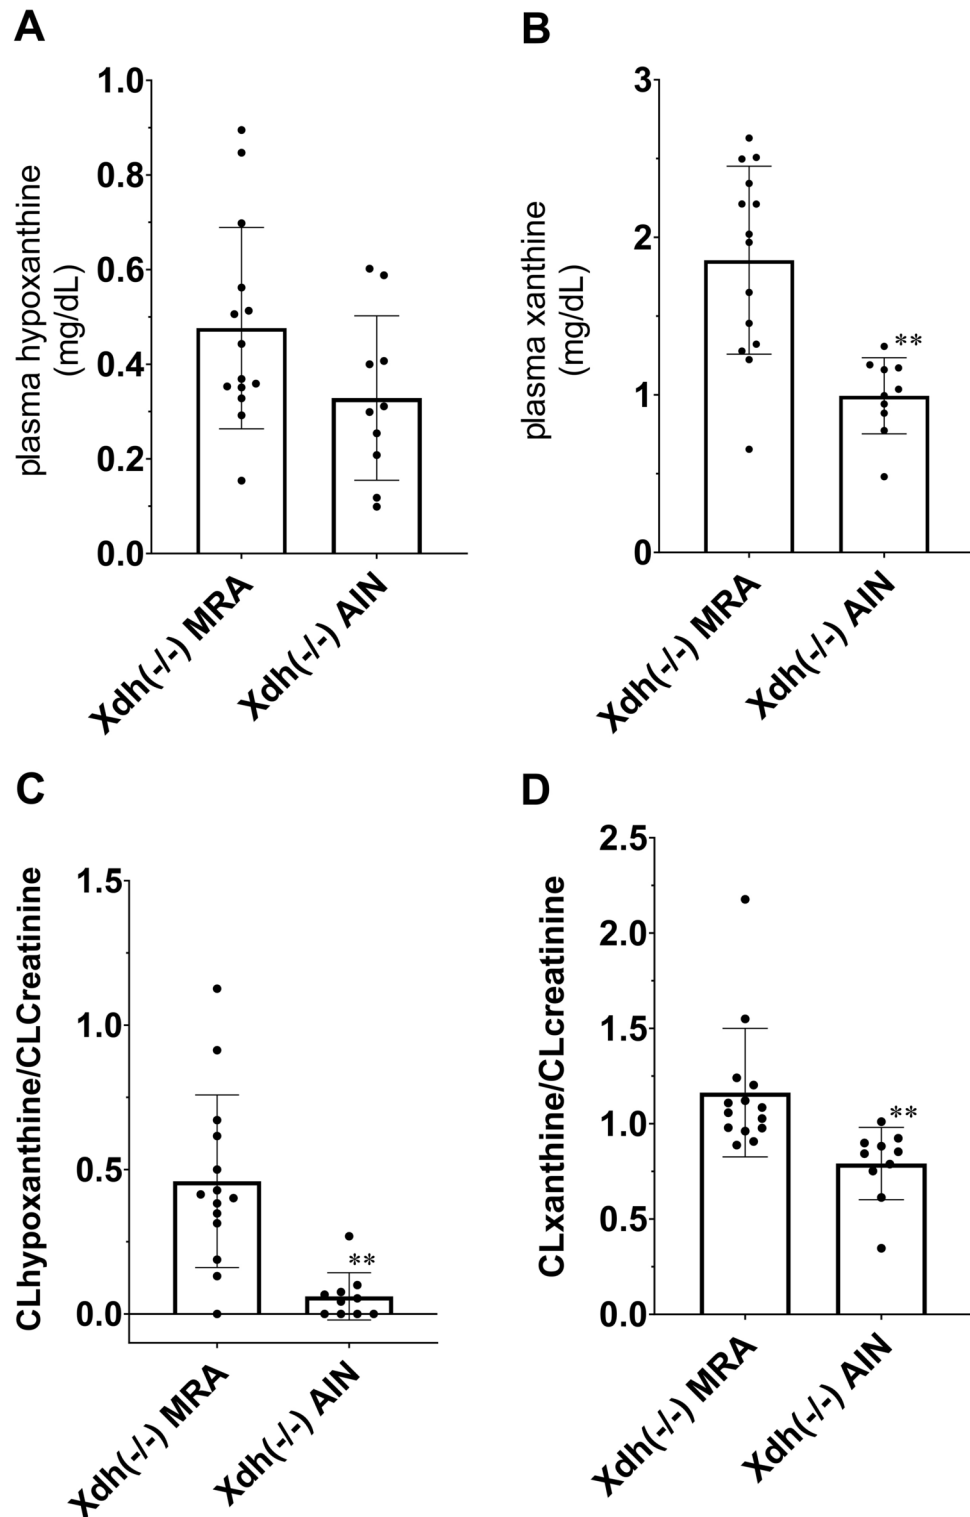 A
plasma hypoxanthine
(mg/dL)
1.0
0.8
0.6
0.4
0.2
0.0
Xdh(-/-) MRA
Xdh(-/-) AIN
B
plasma xanthine
(mg/dL)
3
2
1
0
**
Xdh(-/-) MRA
Xdh(-/-) AIN
C
CLhypoxanthine/CLCreatinine
1.5
1.0
0.5
0.0
**
Xdh(-/-) MRA
Xdh(-/-) AIN
D
CLxanthine/CLcreatinine
2.5
2.0
1.5
1.0
0.5
0.0
**
Xdh(-/-) MRA
Xdh(-/-) AIN